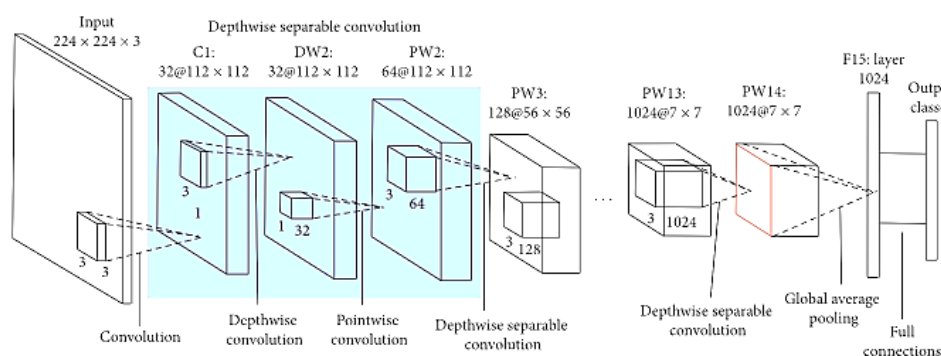 Input
224 × 224 × 3
Depthwise separable convolution
C1:
32@112 × 112
DW2:
32@112 × 112
PW2:
64@112 × 112
PW3:
128@56 × 56
PW13:
1024@7 × 7
PW14:
1024@7 × 7
F15: layer
1024
3
3
3
1
1
32
3
64
3
128
...
3
1024
Convolution
Depthwise
convolution
Pointwise
convolution
Depthwise separable
convolution
Depthwise separable
convolution
Global average
pooling
Full
connections